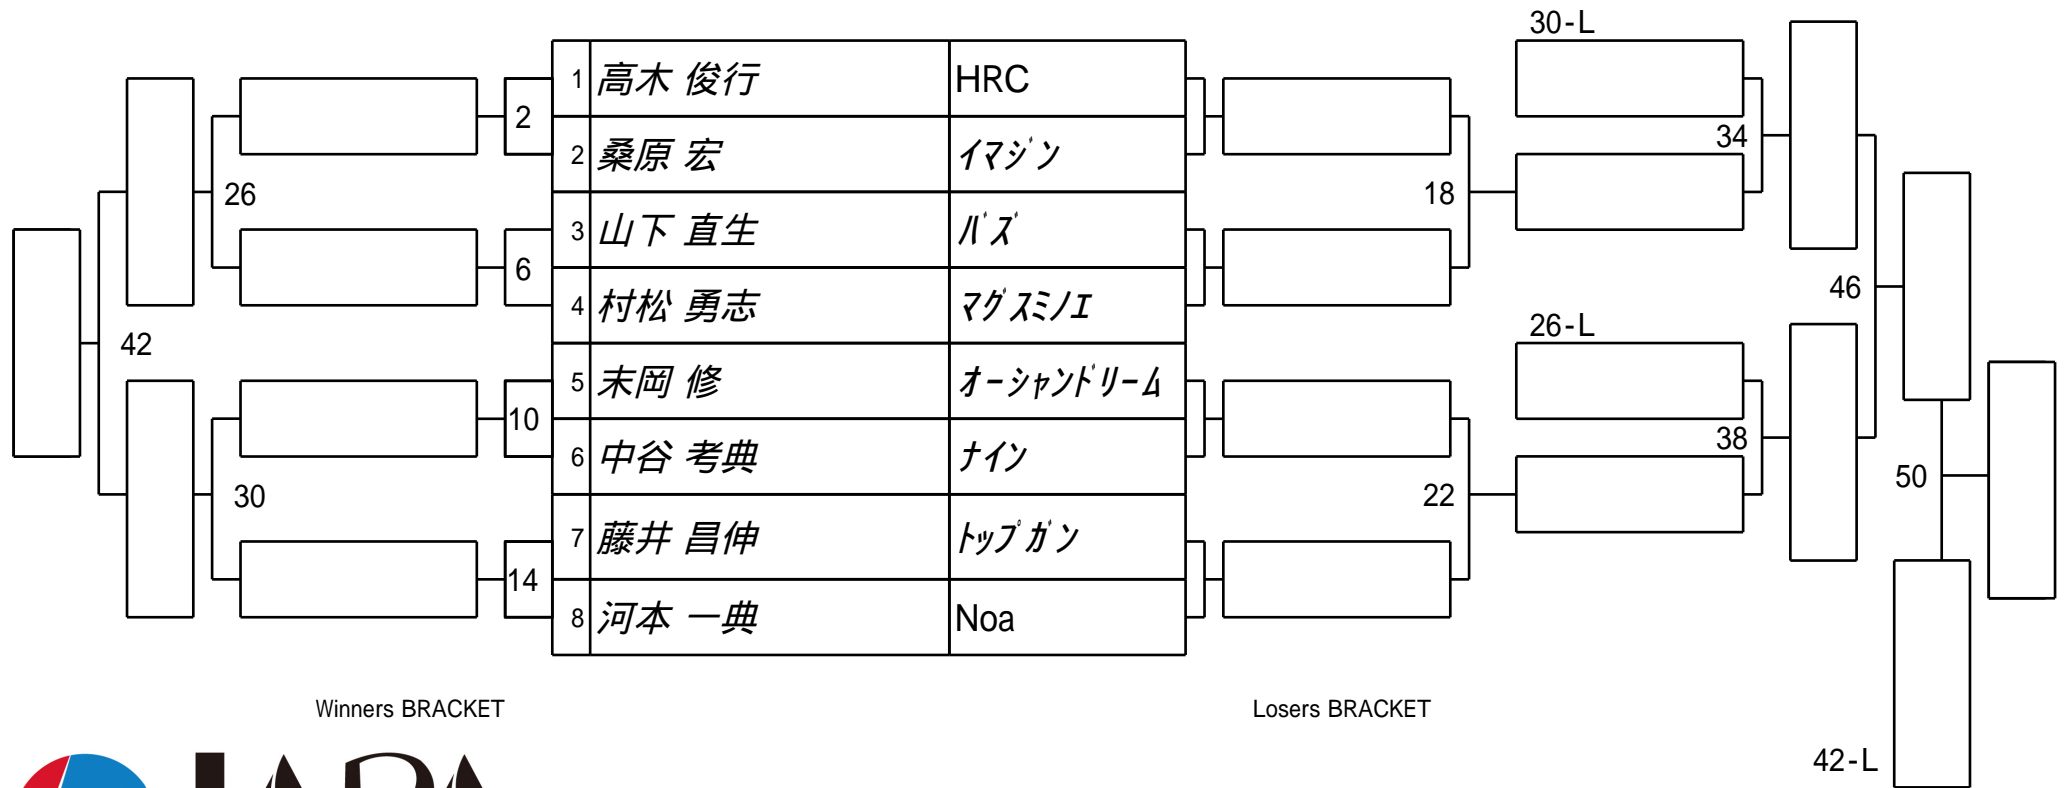 30-L
1 高木 俊行 HRC
2
34
2 桑原 宏 ｲﾏｼﾞﾝ
26
18
3 山下 直生 ﾊﾞｽﾞ
6
46
4 村松 勇志 ﾏｸﾞｽﾐﾉｴ
26-L
42
5 末岡 修 ｵｰｼｬﾝﾄﾞﾘｰﾑ
10
38
6 中谷 考典 ﾅｲﾝ
50
30
22
7 藤井 昌伸 ﾄｯﾌﾟｶﾞﾝ
14
8 河本 一典 Noa
Winners BRACKET
Losers BRACKET
42-L